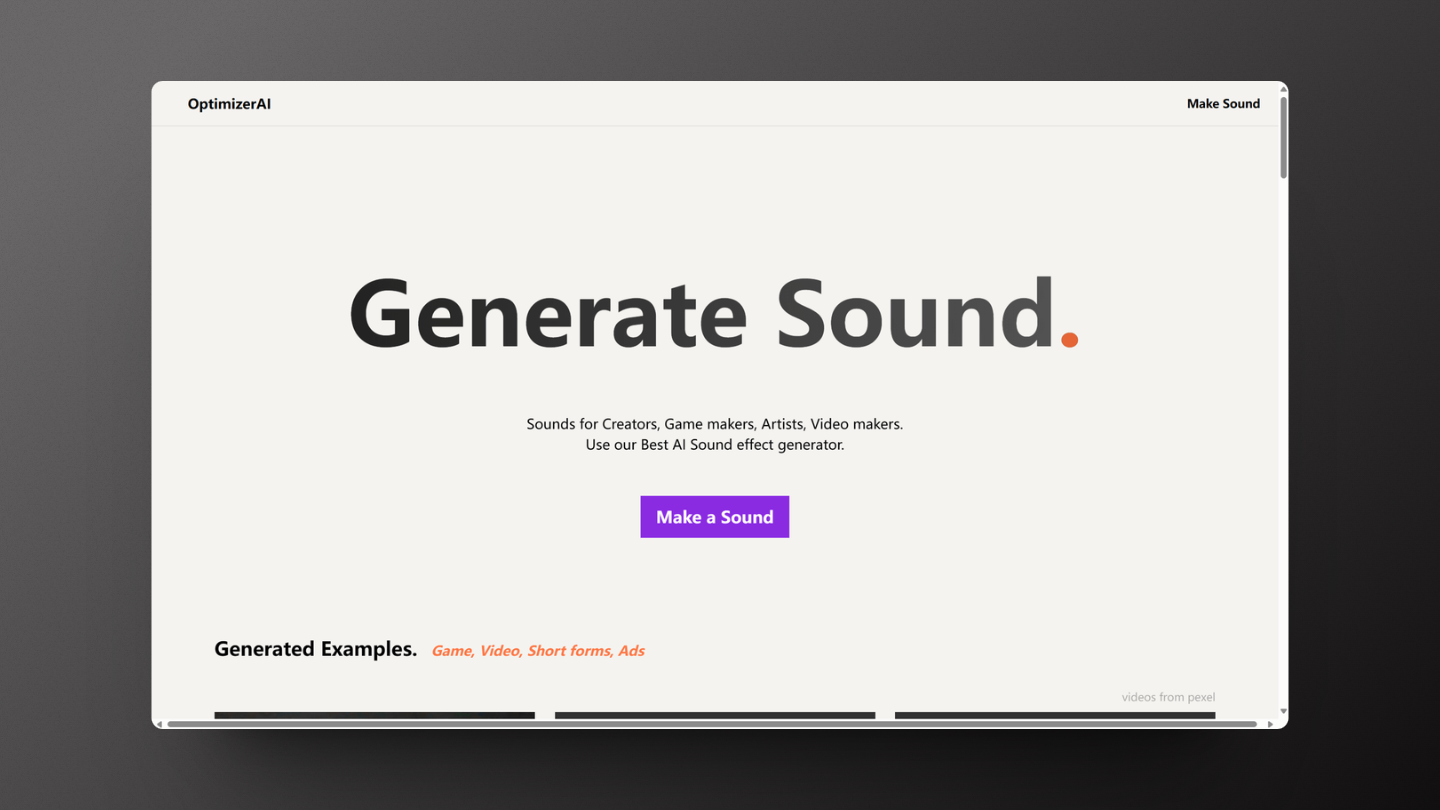 OptimizerAI
Make Sound
Generate Sound.
Sounds for Creators, Game makers, Artists, Video makers.
Use our Best AI Sound effect generator.
Make a Sound
Generated Examples. Game, Video, Short forms, Ads
videos from pexel